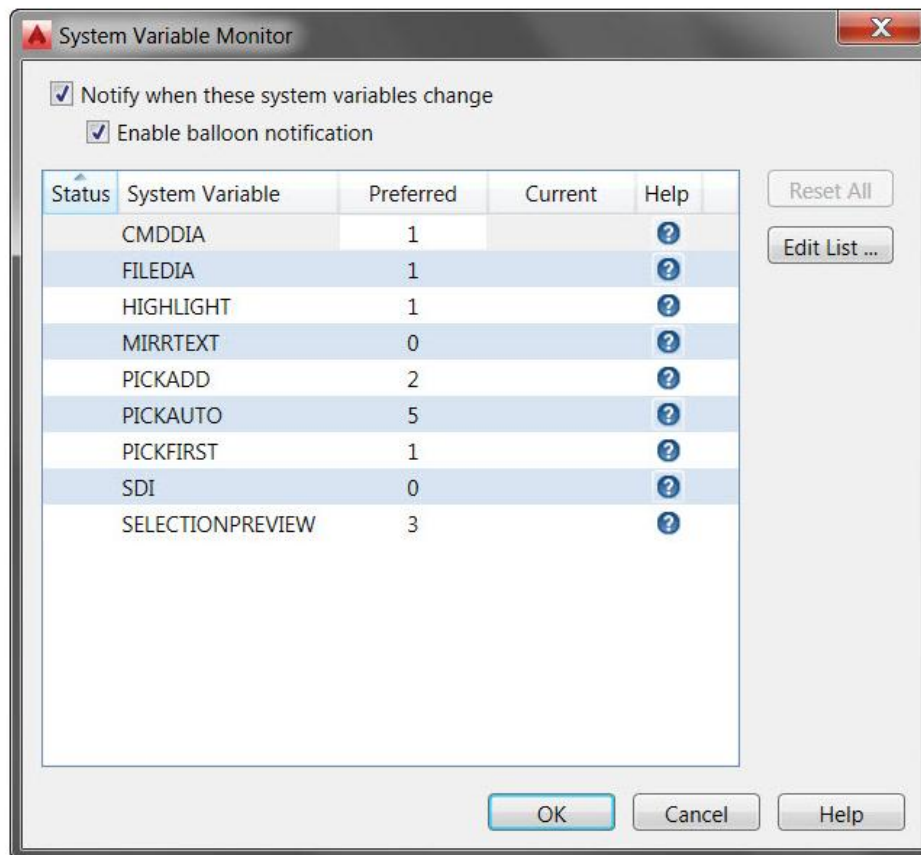 System Variable Monitor
Notify when these system variables change
Enable balloon notification
Status System Variable Preferred Current Help
Reset All
CMDDIA 1
Edit List ...
FILEDIA 1
HIGHLIGHT 1
MIRRTEXT 0
PICKADD 2
PICKAUTO 5
PICKFIRST 1
SDI 0
SELECTIONPREVIEW 3
OK Cancel Help